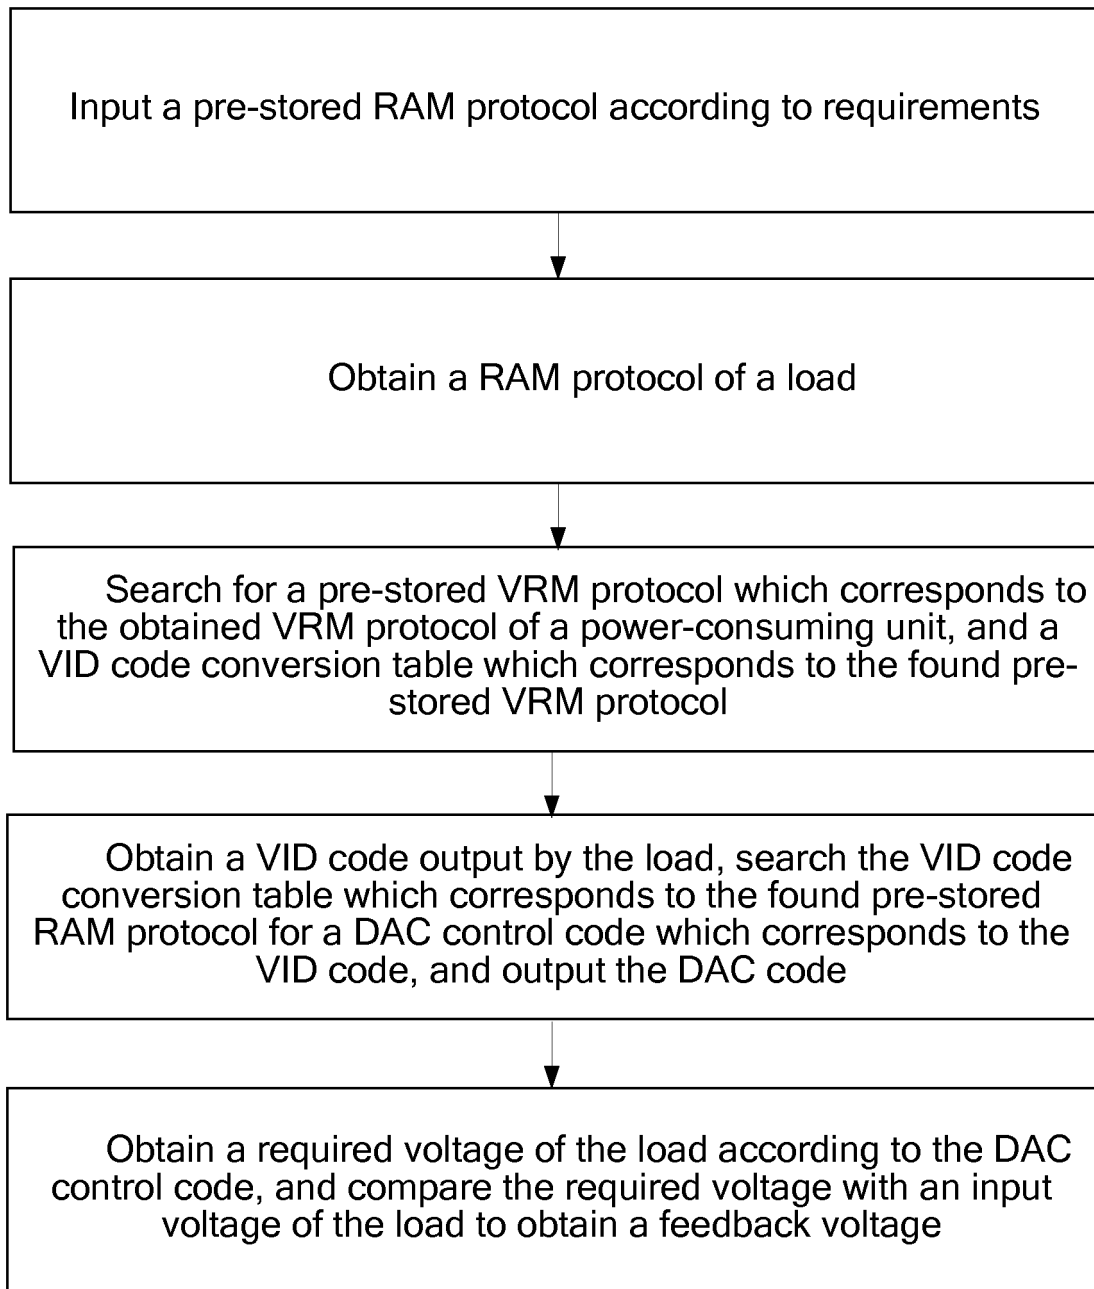 Input a pre-stored RAM protocol according to requirements
Obtain a RAM protocol of a load
Search for a pre-stored VRM protocol which corresponds to
the obtained VRM protocol of a power-consuming unit, and a
VID code conversion table which corresponds to the found pre-
stored VRM protocol
Obtain a VID code output by the load, search the VID code
conversion table which corresponds to the found pre-stored
RAM protocol for a DAC control code which corresponds to the
VID code, and output the DAC code
Obtain a required voltage of the load according to the DAC
control code, and compare the required voltage with an input
voltage of the load to obtain a feedback voltage